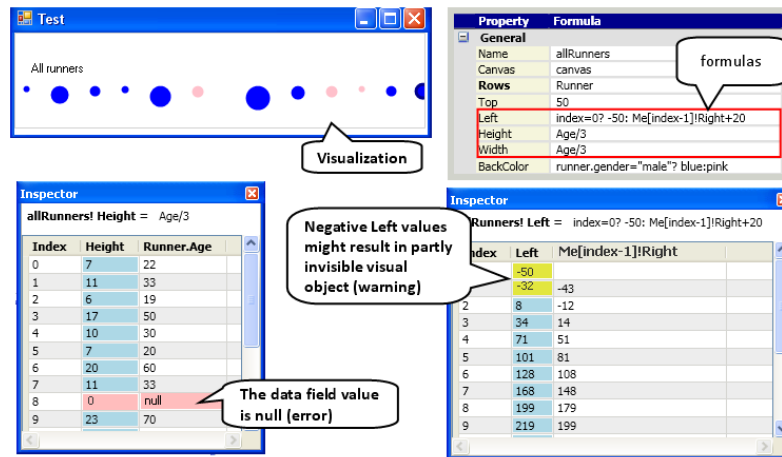 Test
All runners
Visualization
Property Formula
General
Name allRunners
Canvas canvas
Rows Runner
Top 50
Left index=0? -50: Me[index-1]!Right+20
Height Age/3
Width Age/3
BackColor runner.gender="male"? blue:pink
formulas
Inspector
allRunners! Height = Age/3
Index Height Runner.Age
0 7 22
1 11 33
2 6 19
3 17 50
4 10 30
5 7 20
6 20 60
7 11 33
8 0 null
9 23 70
The data field value
is null (error)
Negative Left values
might result in partly
invisible visual
object (warning)
Inspector
Runners! Left = index=0? -50: Me[index-1]!Right+20
ndex Left Me[index-1]!Right
-50
-32 -43
2 8 -12
3 34 14
4 71 51
5 101 81
6 128 108
7 168 148
8 199 179
9 219 199